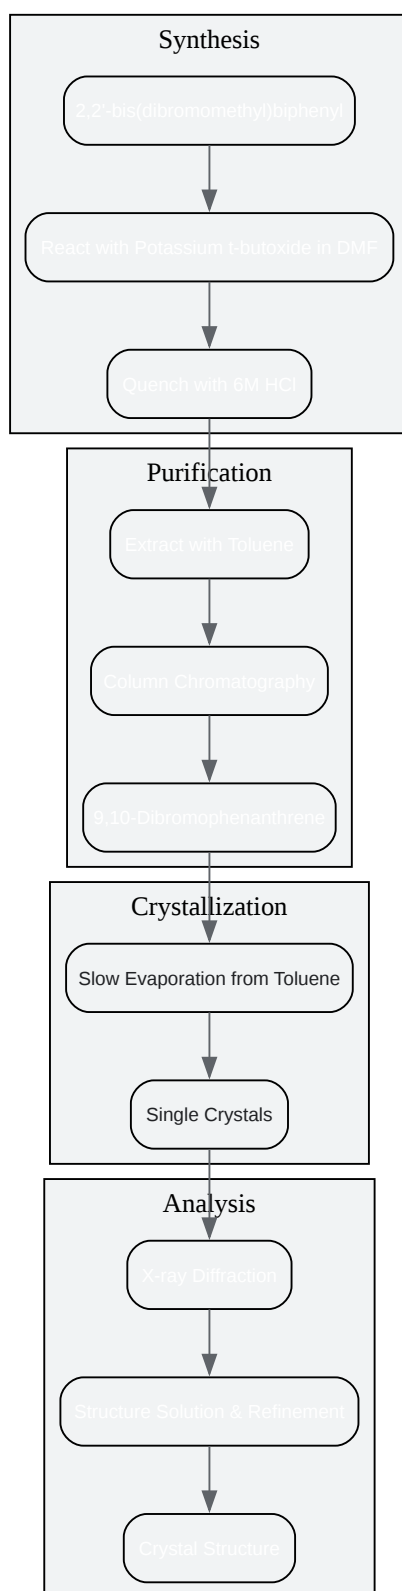 Synthesis
2,2'-bis(dibromomethyl)biphenyl
React with Potassium t-butoxide in DMF
Quench with 6M HCl
Purification
Extract with Toluene
Column Chromatography
9,10-Dibromophenanthrene
Crystallization
Slow Evaporation from Toluene
Single Crystals
Analysis
X-ray Diffraction
Structure Solution & Refinement
Crystal Structure